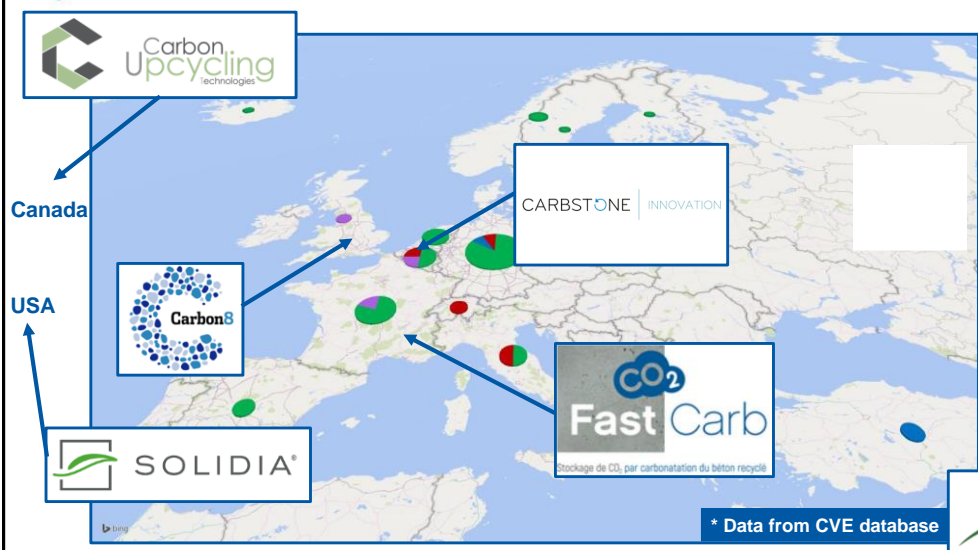 Carbon
Upcycling
Technologies
Canada
CARBSTONE INNOVATION
USA
Carbon8
CO2
Fast Carb
Stockage de CO2 par carbonatation du béton recyclé
SOLIDIA®
bing
* Data from CVE database